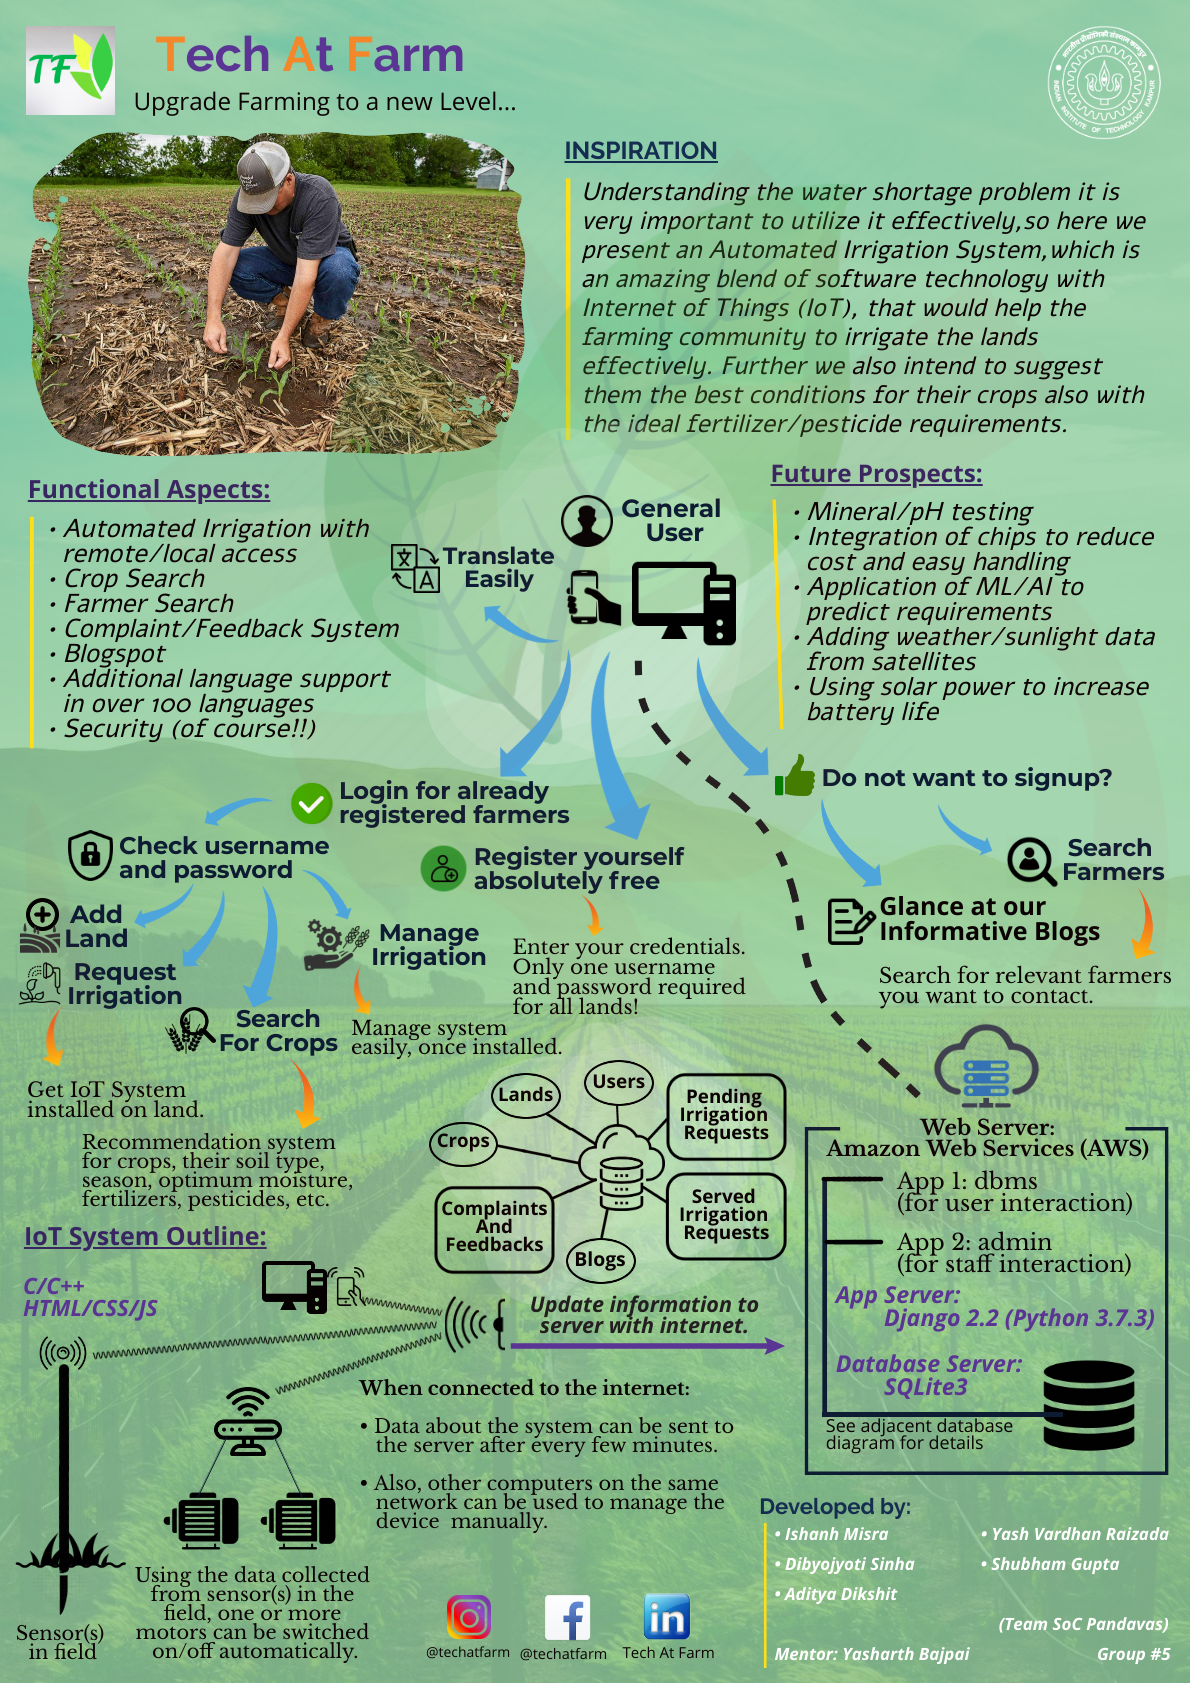 TF
Tech At Farm
Upgrade Farming to a new Level...
भारतीय प्रौद्योगिकी संस्थान कानपुर
INDIAN INSTITUTE OF TECHNOLOGY KANPUR
INSPIRATION
Understanding the water shortage problem it is
very important to utilize it effectively,so here we
present an Automated Irrigation System,which is
an amazing blend of software technology with
Internet of Things (IoT), that would help the
farming community to irrigate the lands
effectively. Further we also intend to suggest
them the best conditions for their crops also with
the ideal fertilizer/pesticide requirements.
Functional Aspects:
• Automated Irrigation with
remote/local access
• Crop Search
• Farmer Search
• Complaint/Feedback System
• Blogspot
• Additional language support
in over 100 languages
• Security (of course!!)
Translate
Easily
General
User
Future Prospects:
• Mineral/pH testing
• Integration of chips to reduce
cost and easy handling
• Application of ML/AI to
predict requirements
• Adding weather/sunlight data
from satellites
• Using solar power to increase
battery life
Login for already
registered farmers
Do not want to signup?
Check username
and password
Register yourself
absolutely free
Search
Farmers
Add
Land
Manage
Irrigation
Glance at our
Informative Blogs
Request
Irrigation
Enter your credentials.
Only one username
and password required
for all lands!
Search for relevant farmers
you want to contact.
Search
For Crops
Manage system
easily, once installed.
Get IoT System
installed on land.
Recommendation system
for crops, their soil type,
season, optimum moisture,
fertilizers, pesticides, etc.
Lands
Users
Pending
Irrigation
Requests
Crops
Complaints
And
Feedbacks
Served
Irrigation
Requests
Blogs
Web Server:
Amazon Web Services (AWS)
App 1: dbms
(for user interaction)
App 2: admin
(for staff interaction)
App Server:
Django 2.2 (Python 3.7.3)
Database Server:
SQLite3
See adjacent database
diagram for details
IoT System Outline:
C/C++
HTML/CSS/JS
Update information to
server with internet.
When connected to the internet:
• Data about the system can be sent to
the server after every few minutes.
• Also, other computers on the same
network can be used to manage the
device manually.
Using the data collected
from sensor(s) in the
field, one or more
motors can be switched
on/off automatically.
Sensor(s)
in field
@techatfarm
@techatfarm
Tech At Farm
Developed by:
• Ishanh Misra
• Yash Vardhan Raizada
• Dibyojyoti Sinha
• Shubham Gupta
• Aditya Dikshit
(Team SoC Pandavas)
Mentor: Yasharth Bajpai
Group #5